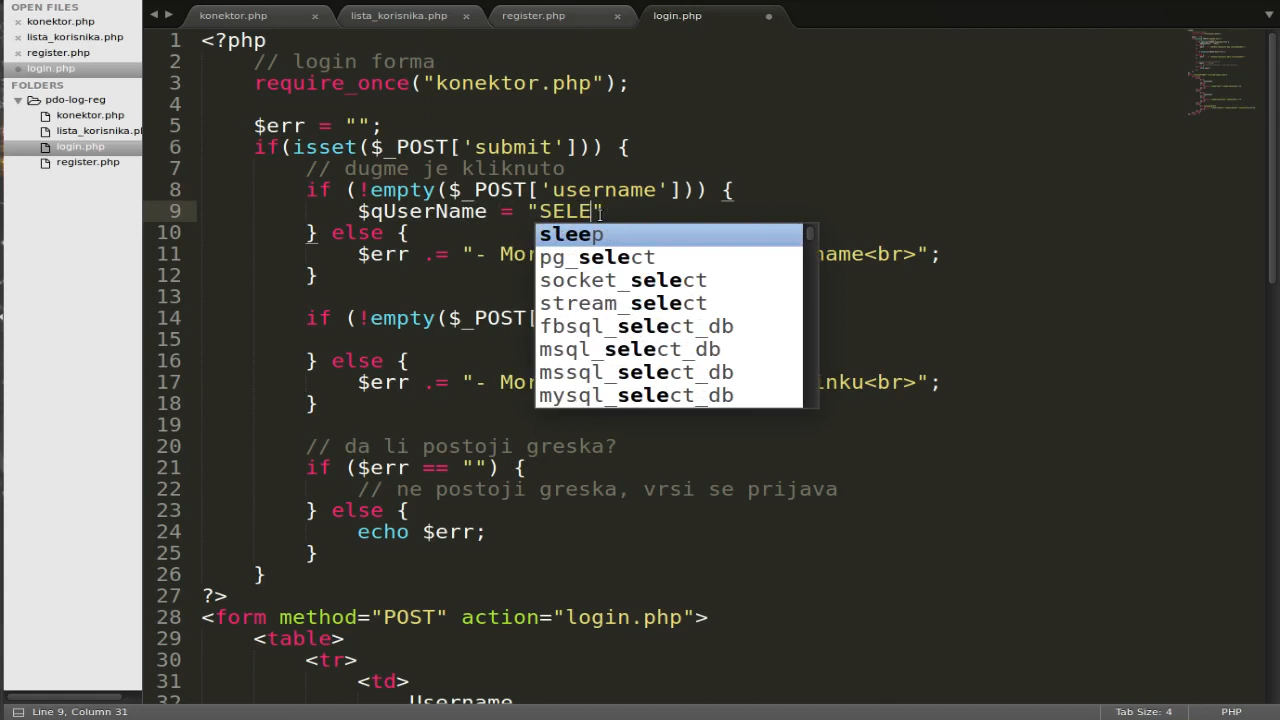 OPEN FILES
konektor.php
lista_korisnika.php
register.php
login.php
FOLDERS
pdo-log-reg
konektor.php
lista_korisnika.pl
login.php
register.php
konektor.php
lista_korisnika.php
register.php
login.php
1 <?php
2 // login forma
3 require_once("konektor.php");
4
5 $err = "";
6 if(isset($_POST['submit'])) {
7 // dugme je kliknuto
8 if (!empty($_POST['username'])) {
9 $qUserName = "SELE"
10 } else {
11 $err .= "- Mor name<br>";
12 }
13
14 if (!empty($_POST[
15
16 } else {
17 $err .= "- Mor inku<br>";
18 }
19
20 // da li postoji greska?
21 if ($err == "") {
22 // ne postoji greska, vrsi se prijava
23 } else {
24 echo $err;
25 }
26 }
27 ?>
28 <form method="POST" action="login.php">
29 <table>
30 <tr>
31 <td>
32 Username
sleep
pg_select
socket_select
stream_select
fbsql_select_db
msql_select_db
mssql_select_db
mysql_select_db
Line 9, Column 31
Tab Size: 4
PHP